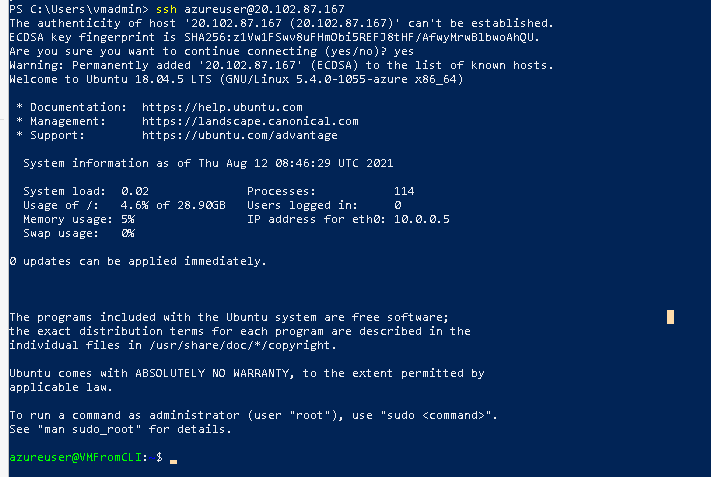 PS C:\Users\vmadmin> ssh azureuser@20.102.87.167
The authenticity of host '20.102.87.167 (20.102.87.167)' can't be established.
ECDSA key fingerprint is SHA256:z1Vw1FSwv8uFHmObi5REFJ8tHF/AfwyMrwBlbwoAhQU.
Are you sure you want to continue connecting (yes/no)? yes
Warning: Permanently added '20.102.87.167' (ECDSA) to the list of known hosts.
Welcome to Ubuntu 18.04.5 LTS (GNU/Linux 5.4.0-1055-azure x86_64)
* Documentation: https://help.ubuntu.com
* Management: https://landscape.canonical.com
* Support: https://ubuntu.com/advantage
System information as of Thu Aug 12 08:46:29 UTC 2021
System load: 0.02 Processes: 114
Usage of /: 4.6% of 28.90GB Users logged in: 0
Memory usage: 5% IP address for eth0: 10.0.0.5
Swap usage: 0%
0 updates can be applied immediately.
The programs included with the Ubuntu system are free software;
the exact distribution terms for each program are described in the
individual files in /usr/share/doc/*/copyright.
Ubuntu comes with ABSOLUTELY NO WARRANTY, to the extent permitted by
applicable law.
To run a command as administrator (user "root"), use "sudo <command>".
See "man sudo_root" for details.
azureuser@VMFromCLI: $